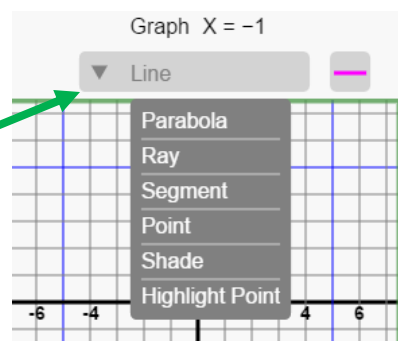 Graph X = −1
Line
Parabola
Ray
Segment
Point
Shade
Highlight Point
-6 -4 4 6